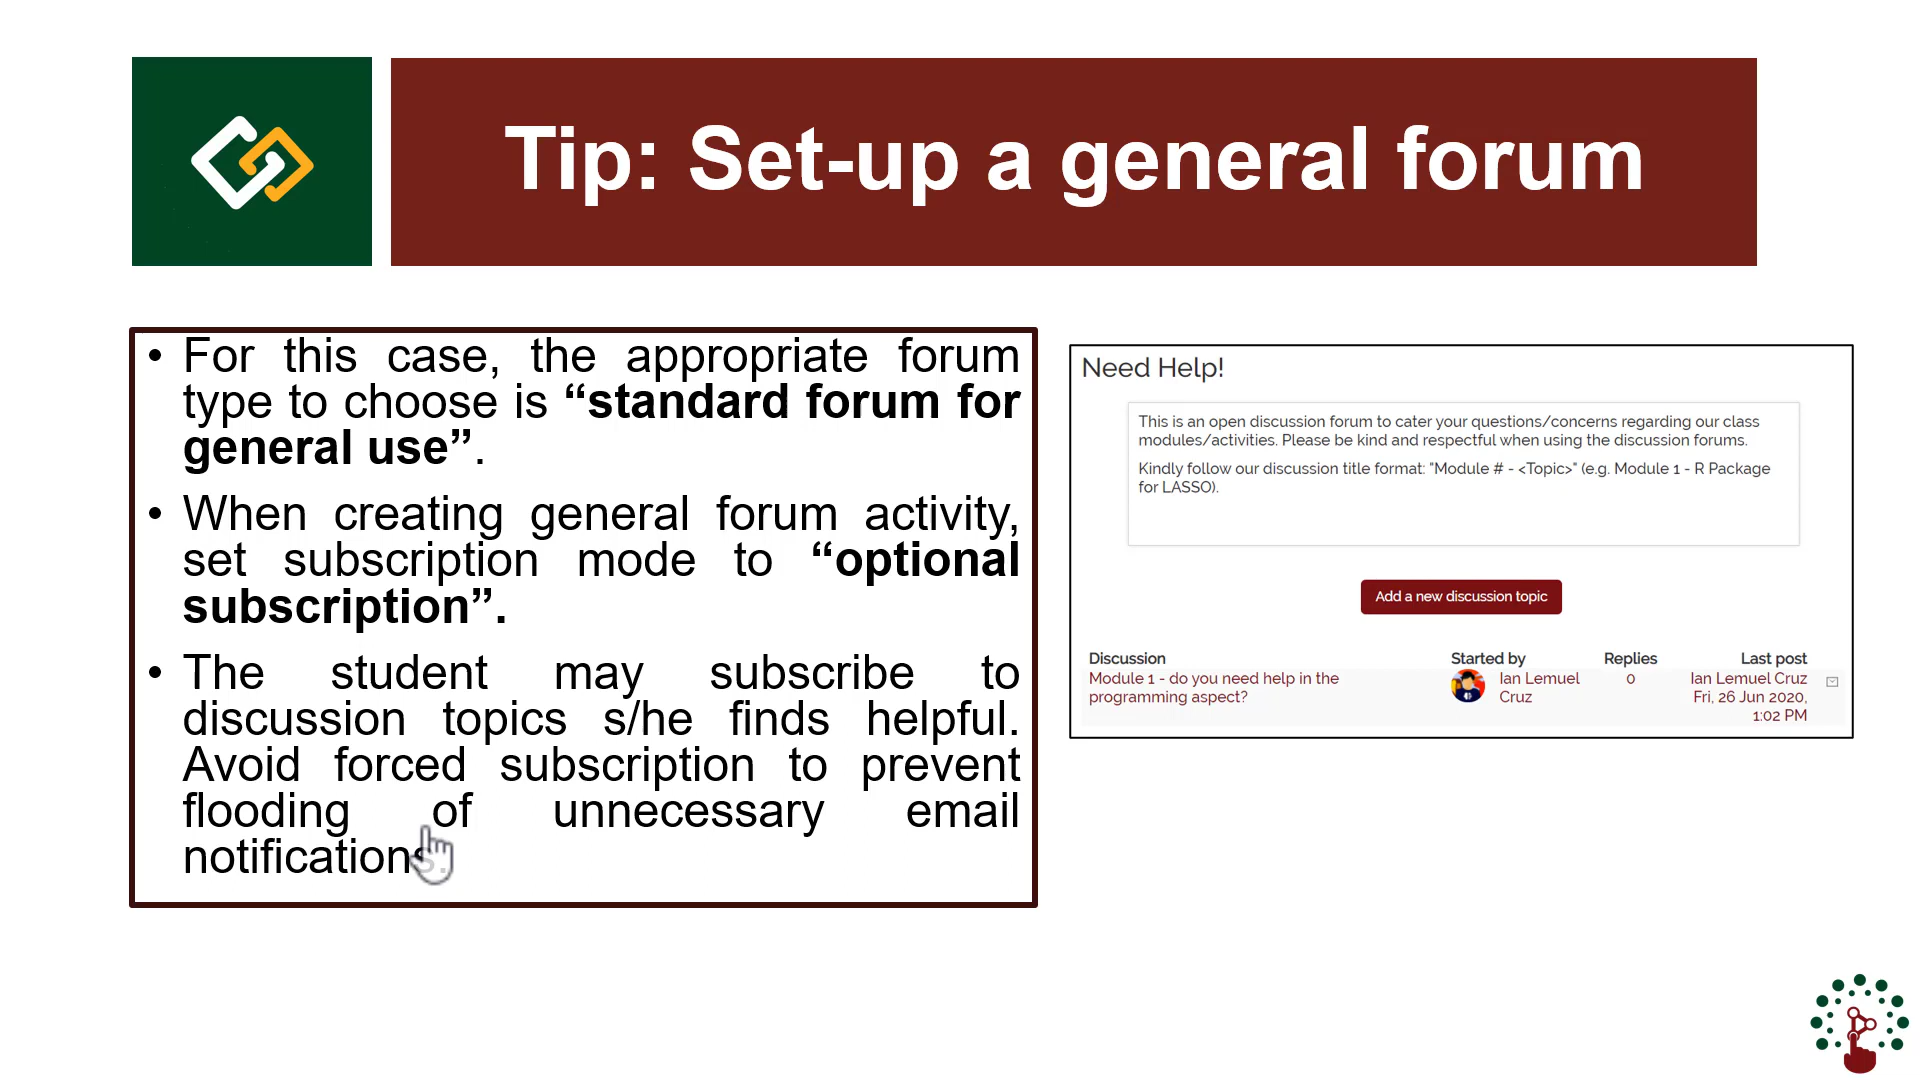 Tip: Set-up a general forum
• For this case, the appropriate forum
type to choose is “standard forum for
general use”.
• When creating general forum activity,
set subscription mode to “optional
subscription”.
• The student may subscribe to
discussion topics s/he finds helpful.
Avoid forced subscription to prevent
flooding of unnecessary email
notifications.
Need Help!
This is an open discussion forum to cater your questions/concerns regarding our class
modules/activities. Please be kind and respectful when using the discussion forums.
Kindly follow our discussion title format: "Module # - <Topic>" (e.g. Module 1 - R Package
for LASSO).
Add a new discussion topic
Discussion Started by Replies Last post
Module 1 - do you need help in the Ian Lemuel 0 Ian Lemuel Cruz
programming aspect? Cruz Fri, 26 Jun 2020,
1:02 PM